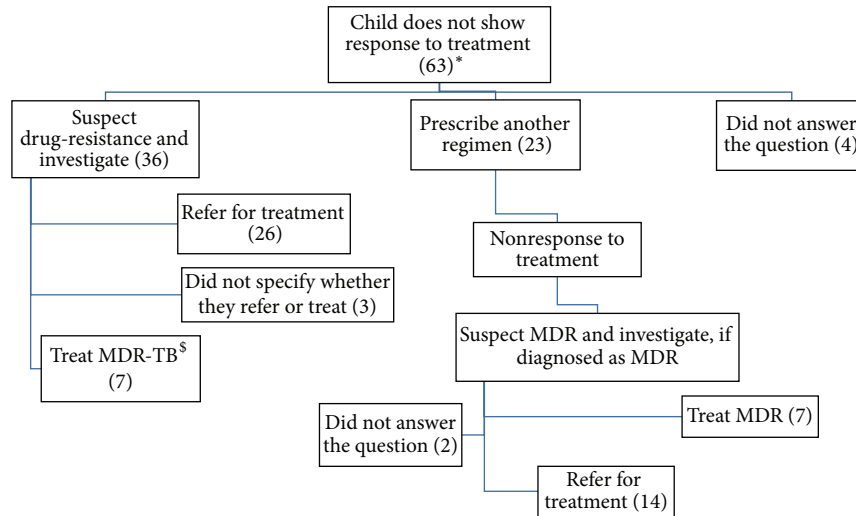 Child does not show
response to treatment
(63)*
Suspect
drug-resistance and
investigate (36)
Prescribe another
regimen (23)
Did not answer
the question (4)
Refer for treatment
(26)
Nonresponse to
treatment
Did not specify whether
they refer or treat (3)
Suspect MDR and investigate, if
diagnosed as MDR
Treat MDR-TB$
(7)
Did not answer
the question (2)
Treat MDR (7)
Refer for
treatment (14)